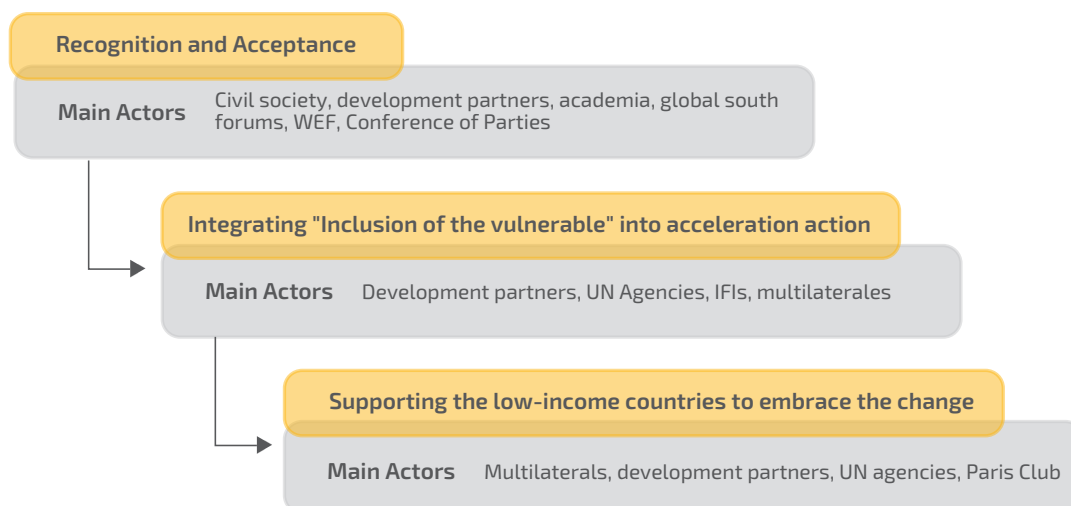 Recognition and Acceptance
Main Actors
Civil society, development partners, academia, global south
forums, WEF, Conference of Parties
Integrating "Inclusion of the vulnerable" into acceleration action
Main Actors
Development partners, UN Agencies, IFIs, multilaterales
Supporting the low-income countries to embrace the change
Main Actors
Multilaterals, development partners, UN agencies, Paris Club